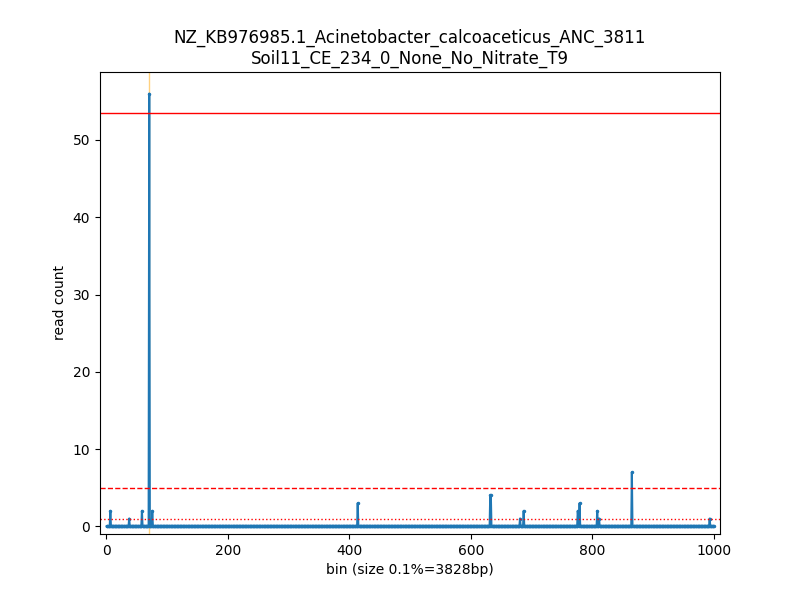 NZ_KB976985.1_Acinetobacter_calcoaceticus_ANC_3811
Soil11_CE_234_0_None_No_Nitrate_T9
50
40
30
20
10
0
read count
0 200 400 600 800 1000
bin (size 0.1%=3828bp)